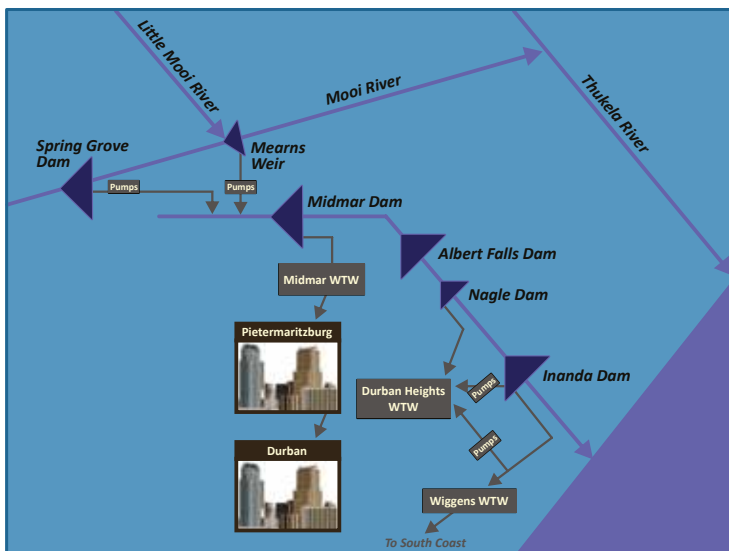 Little Mooi River
Mooi River
Thukela River
Spring Grove
Dam
Mearns
Weir
Pumps
Pumps
Midmar Dam
Albert Falls Dam
Midmar WTW
Nagle Dam
Pietermaritzburg
Inanda Dam
Durban Heights
WTW
Pumps
Durban
Pumps
Wiggens WTW
To South Coast